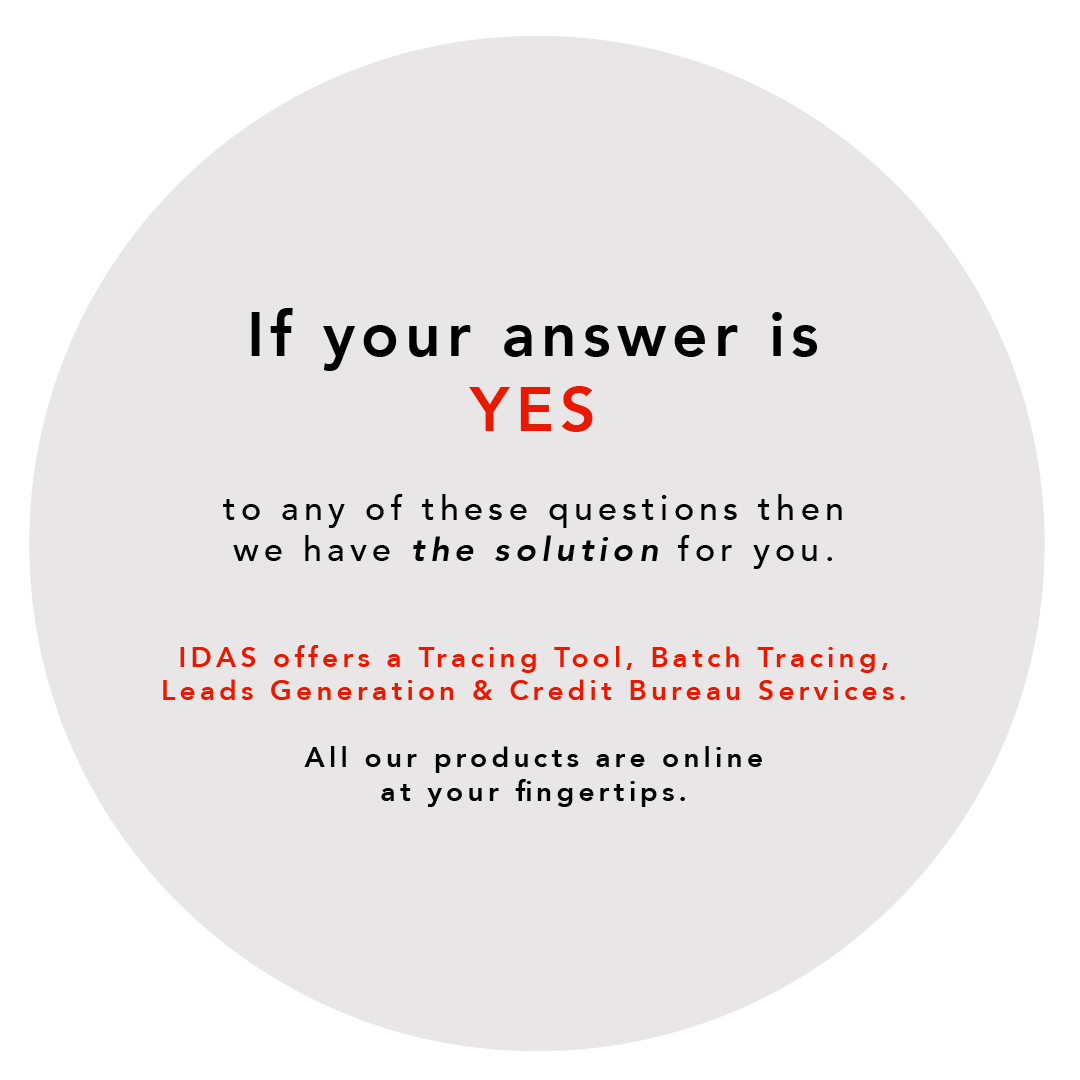 If your answer is
YES
to any of these questions then
we have the solution for you.
IDAS offers a Tracing Tool, Batch Tracing,
Leads Generation & Credit Bureau Services.
All our products are online
at your fingertips.